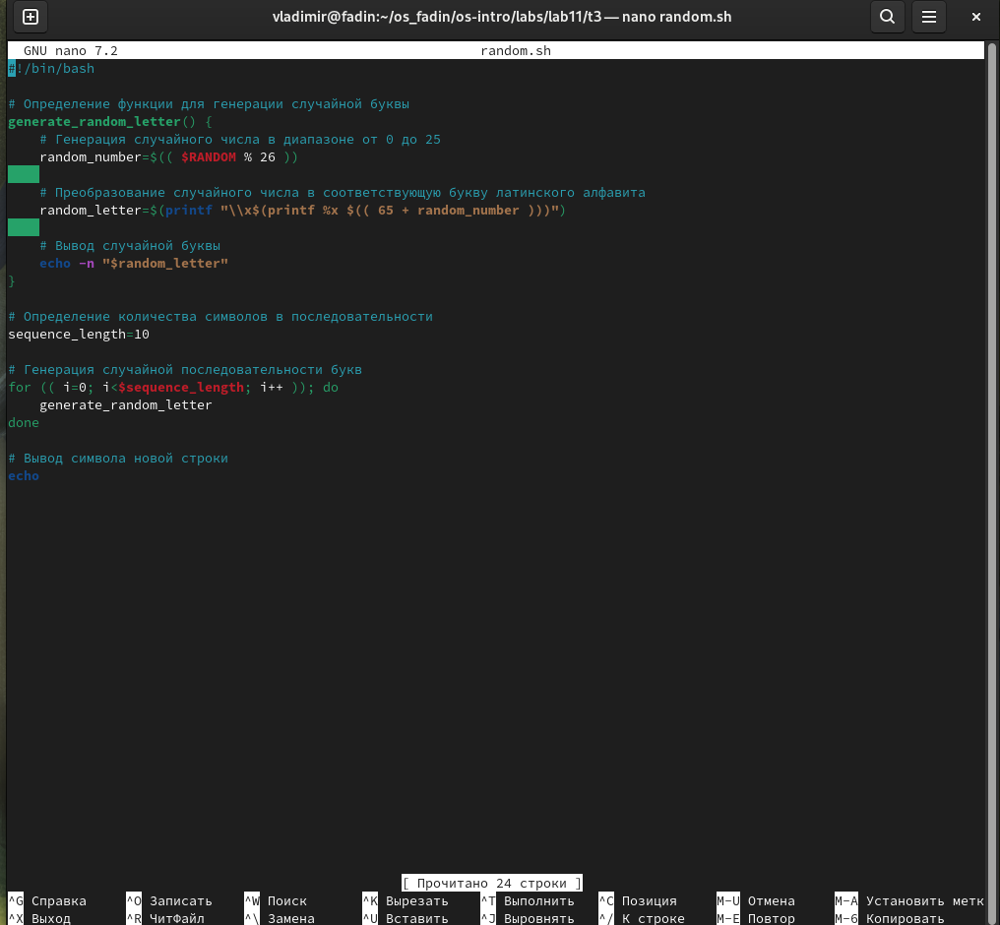 vladimir@fadin:~/os_fadin/os-intro/labs/lab11/t3 — nano random.sh
GNU nano 7.2 random.sh
#!/bin/bash
# Определение функции для генерации случайной буквы
generate_random_letter() {
    # Генерация случайного числа в диапазоне от 0 до 25
    random_number=$(( $RANDOM % 26 ))
    # Преобразование случайного числа в соответствующую букву латинского алфавита
    random_letter=$(printf "\\x$(printf %x $(( 65 + random_number )))")
    # Вывод случайной буквы
    echo -n "$random_letter"
}
# Определение количества символов в последовательности
sequence_length=10
# Генерация случайной последовательности букв
for (( i=0; i<$sequence_length; i++ )); do
    generate_random_letter
done
# Вывод символа новой строки
echo
[ Прочитано 24 строки ]
^G Справка ^O Записать ^W Поиск ^K Вырезать ^T Выполнить ^C Позиция M-U Отмена M-A Установить метк
^X Выход ^R ЧитФайл ^\ Замена ^U Вставить ^J Выровнять ^/ К строке M-E Повтор M-6 Копировать